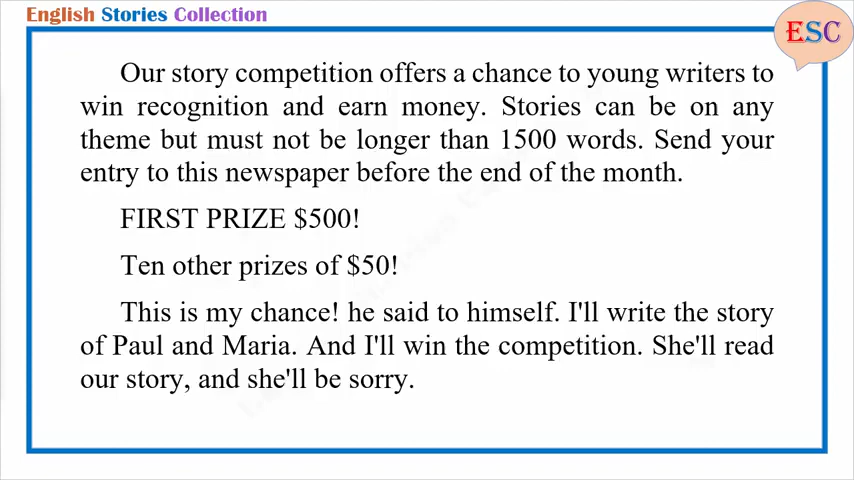 English Stories Collection
ESC
Our story competition offers a chance to young writers to
win recognition and earn money. Stories can be on any
theme but must not be longer than 1500 words. Send your
entry to this newspaper before the end of the month.
FIRST PRIZE $500!
Ten other prizes of $50!
This is my chance! he said to himself. I'll write the story
of Paul and Maria. And I'll win the competition. She'll read
our story, and she'll be sorry.